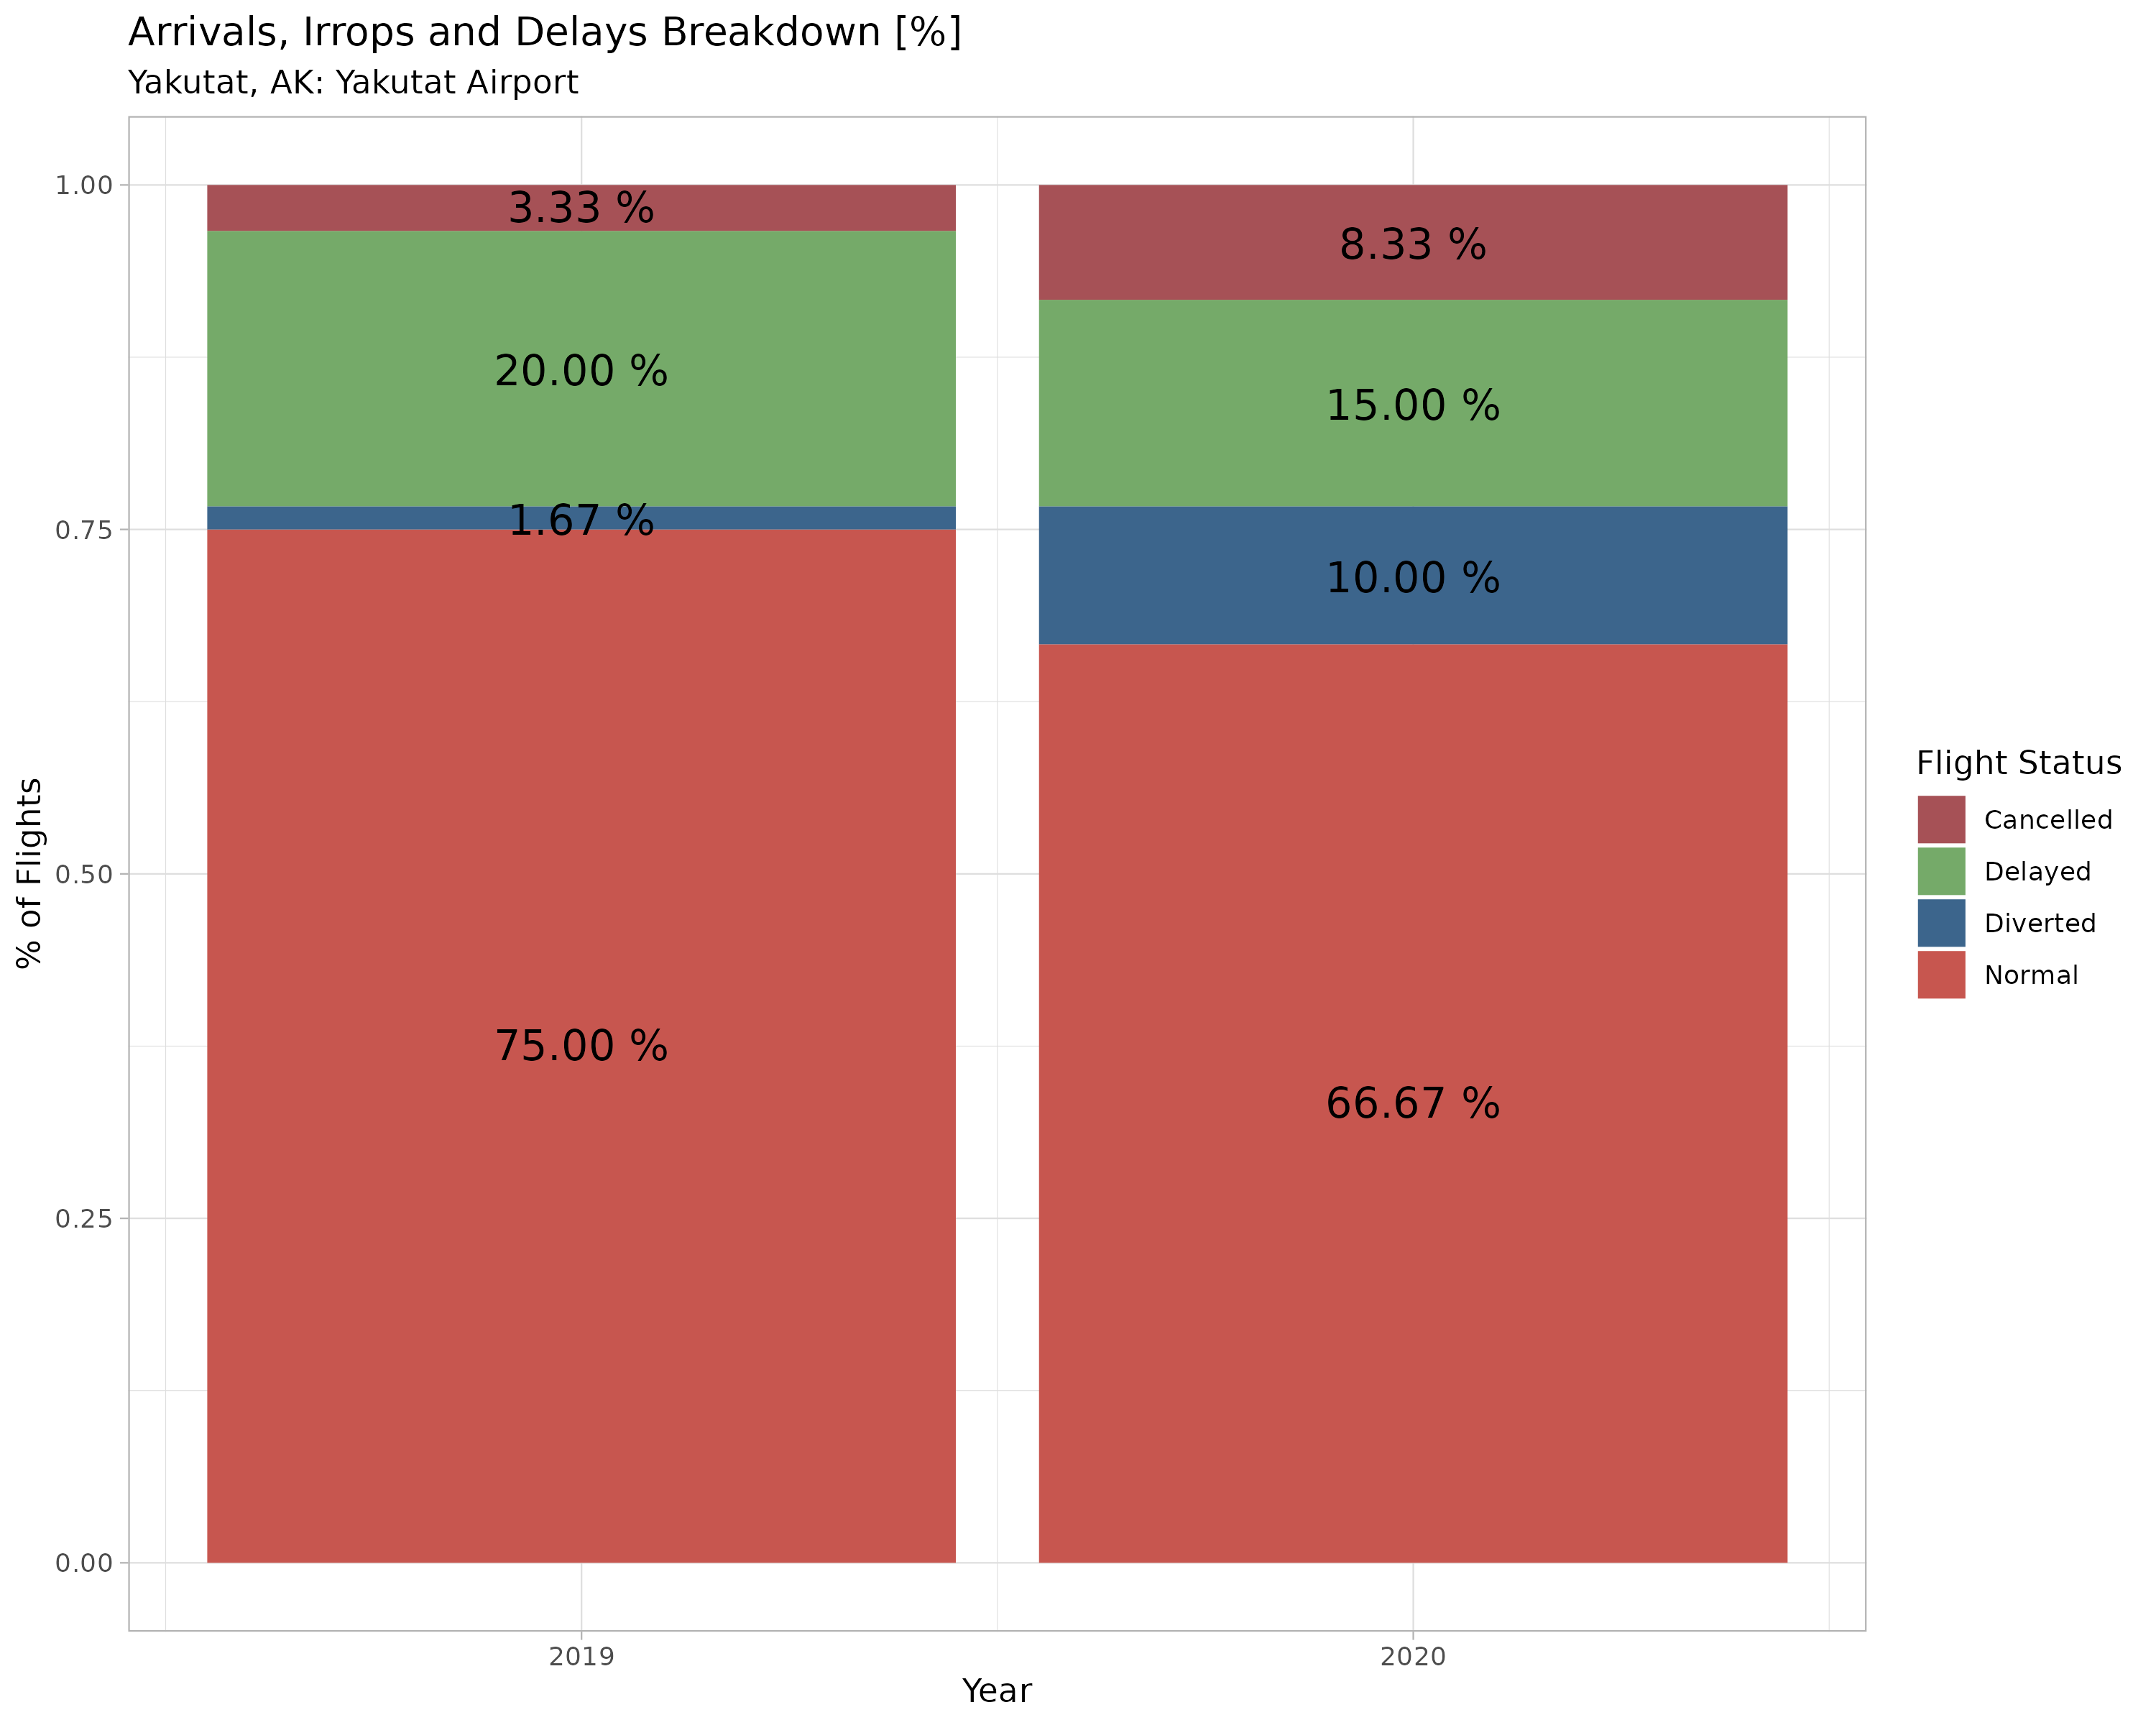 Arrivals, Irrops and Delays Breakdown [%]
Yakutat, AK: Yakutat Airport
% of Flights
1.00
0.75
0.50
0.25
0.00
3.33 %
20.00 %
1.67 %
75.00 %
8.33 %
15.00 %
10.00 %
66.67 %
2019
2020
Year
Flight Status
Cancelled
Delayed
Diverted
Normal